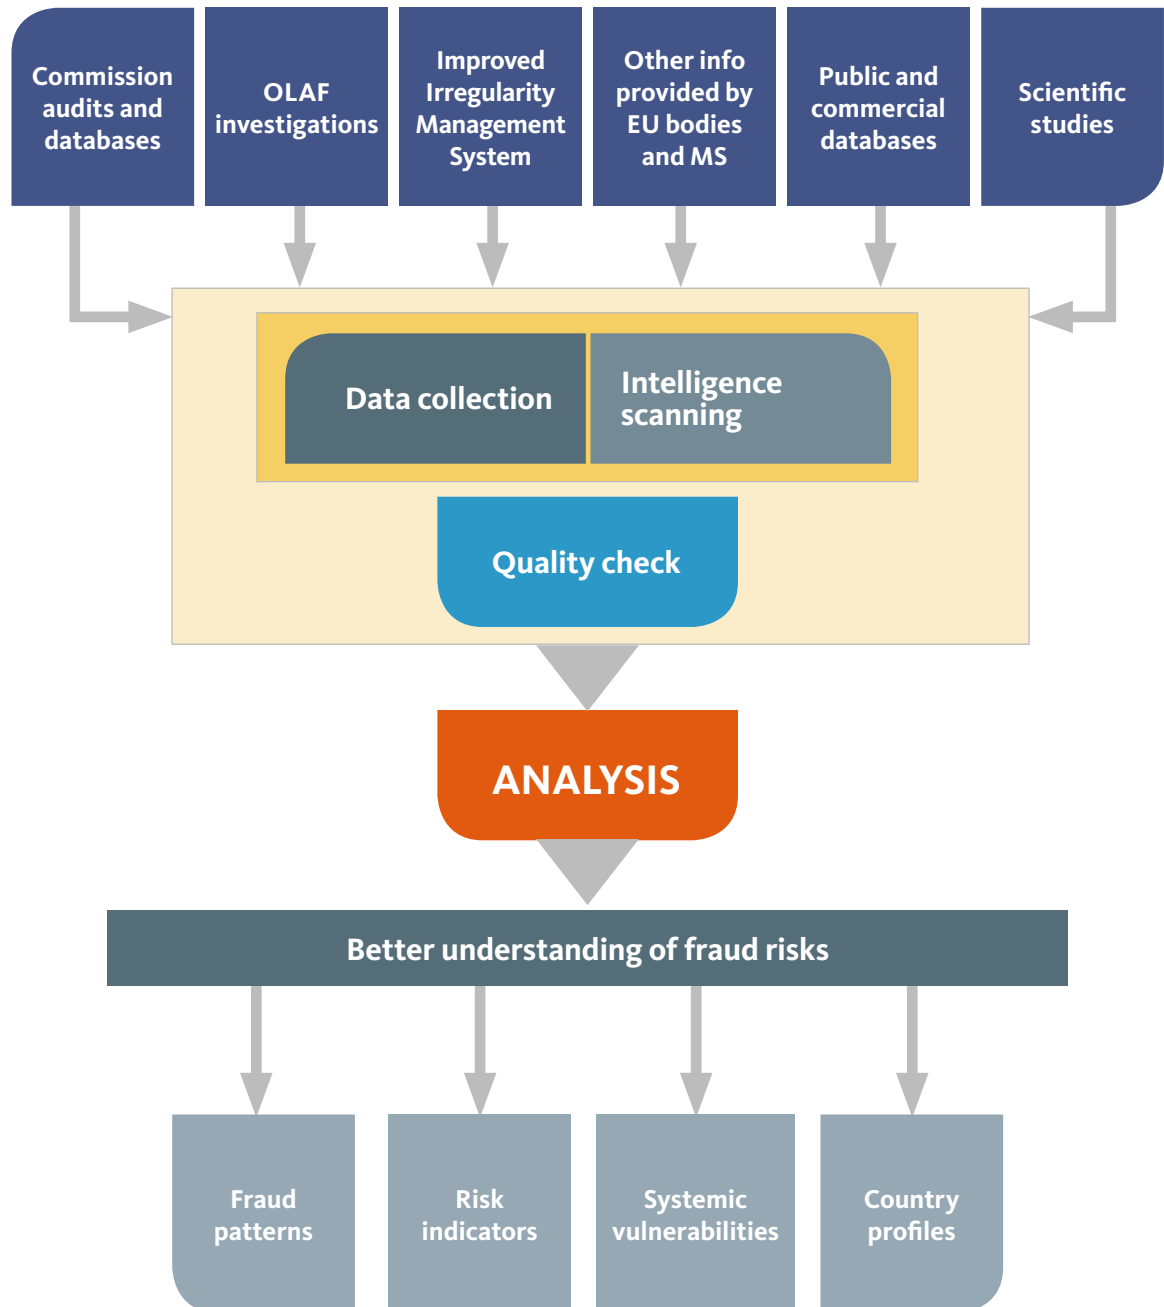 Commission
audits and
databases
OLAF
investigations
Improved
Irregularity
Management
System
Other info
provided by
EU bodies
and MS
Public and
commercial
databases
Scientific
studies
Data collection
Intelligence
scanning
Quality check
ANALYSIS
Better understanding of fraud risks
Fraud
patterns
Risk
indicators
Systemic
vulnerabilities
Country
profiles